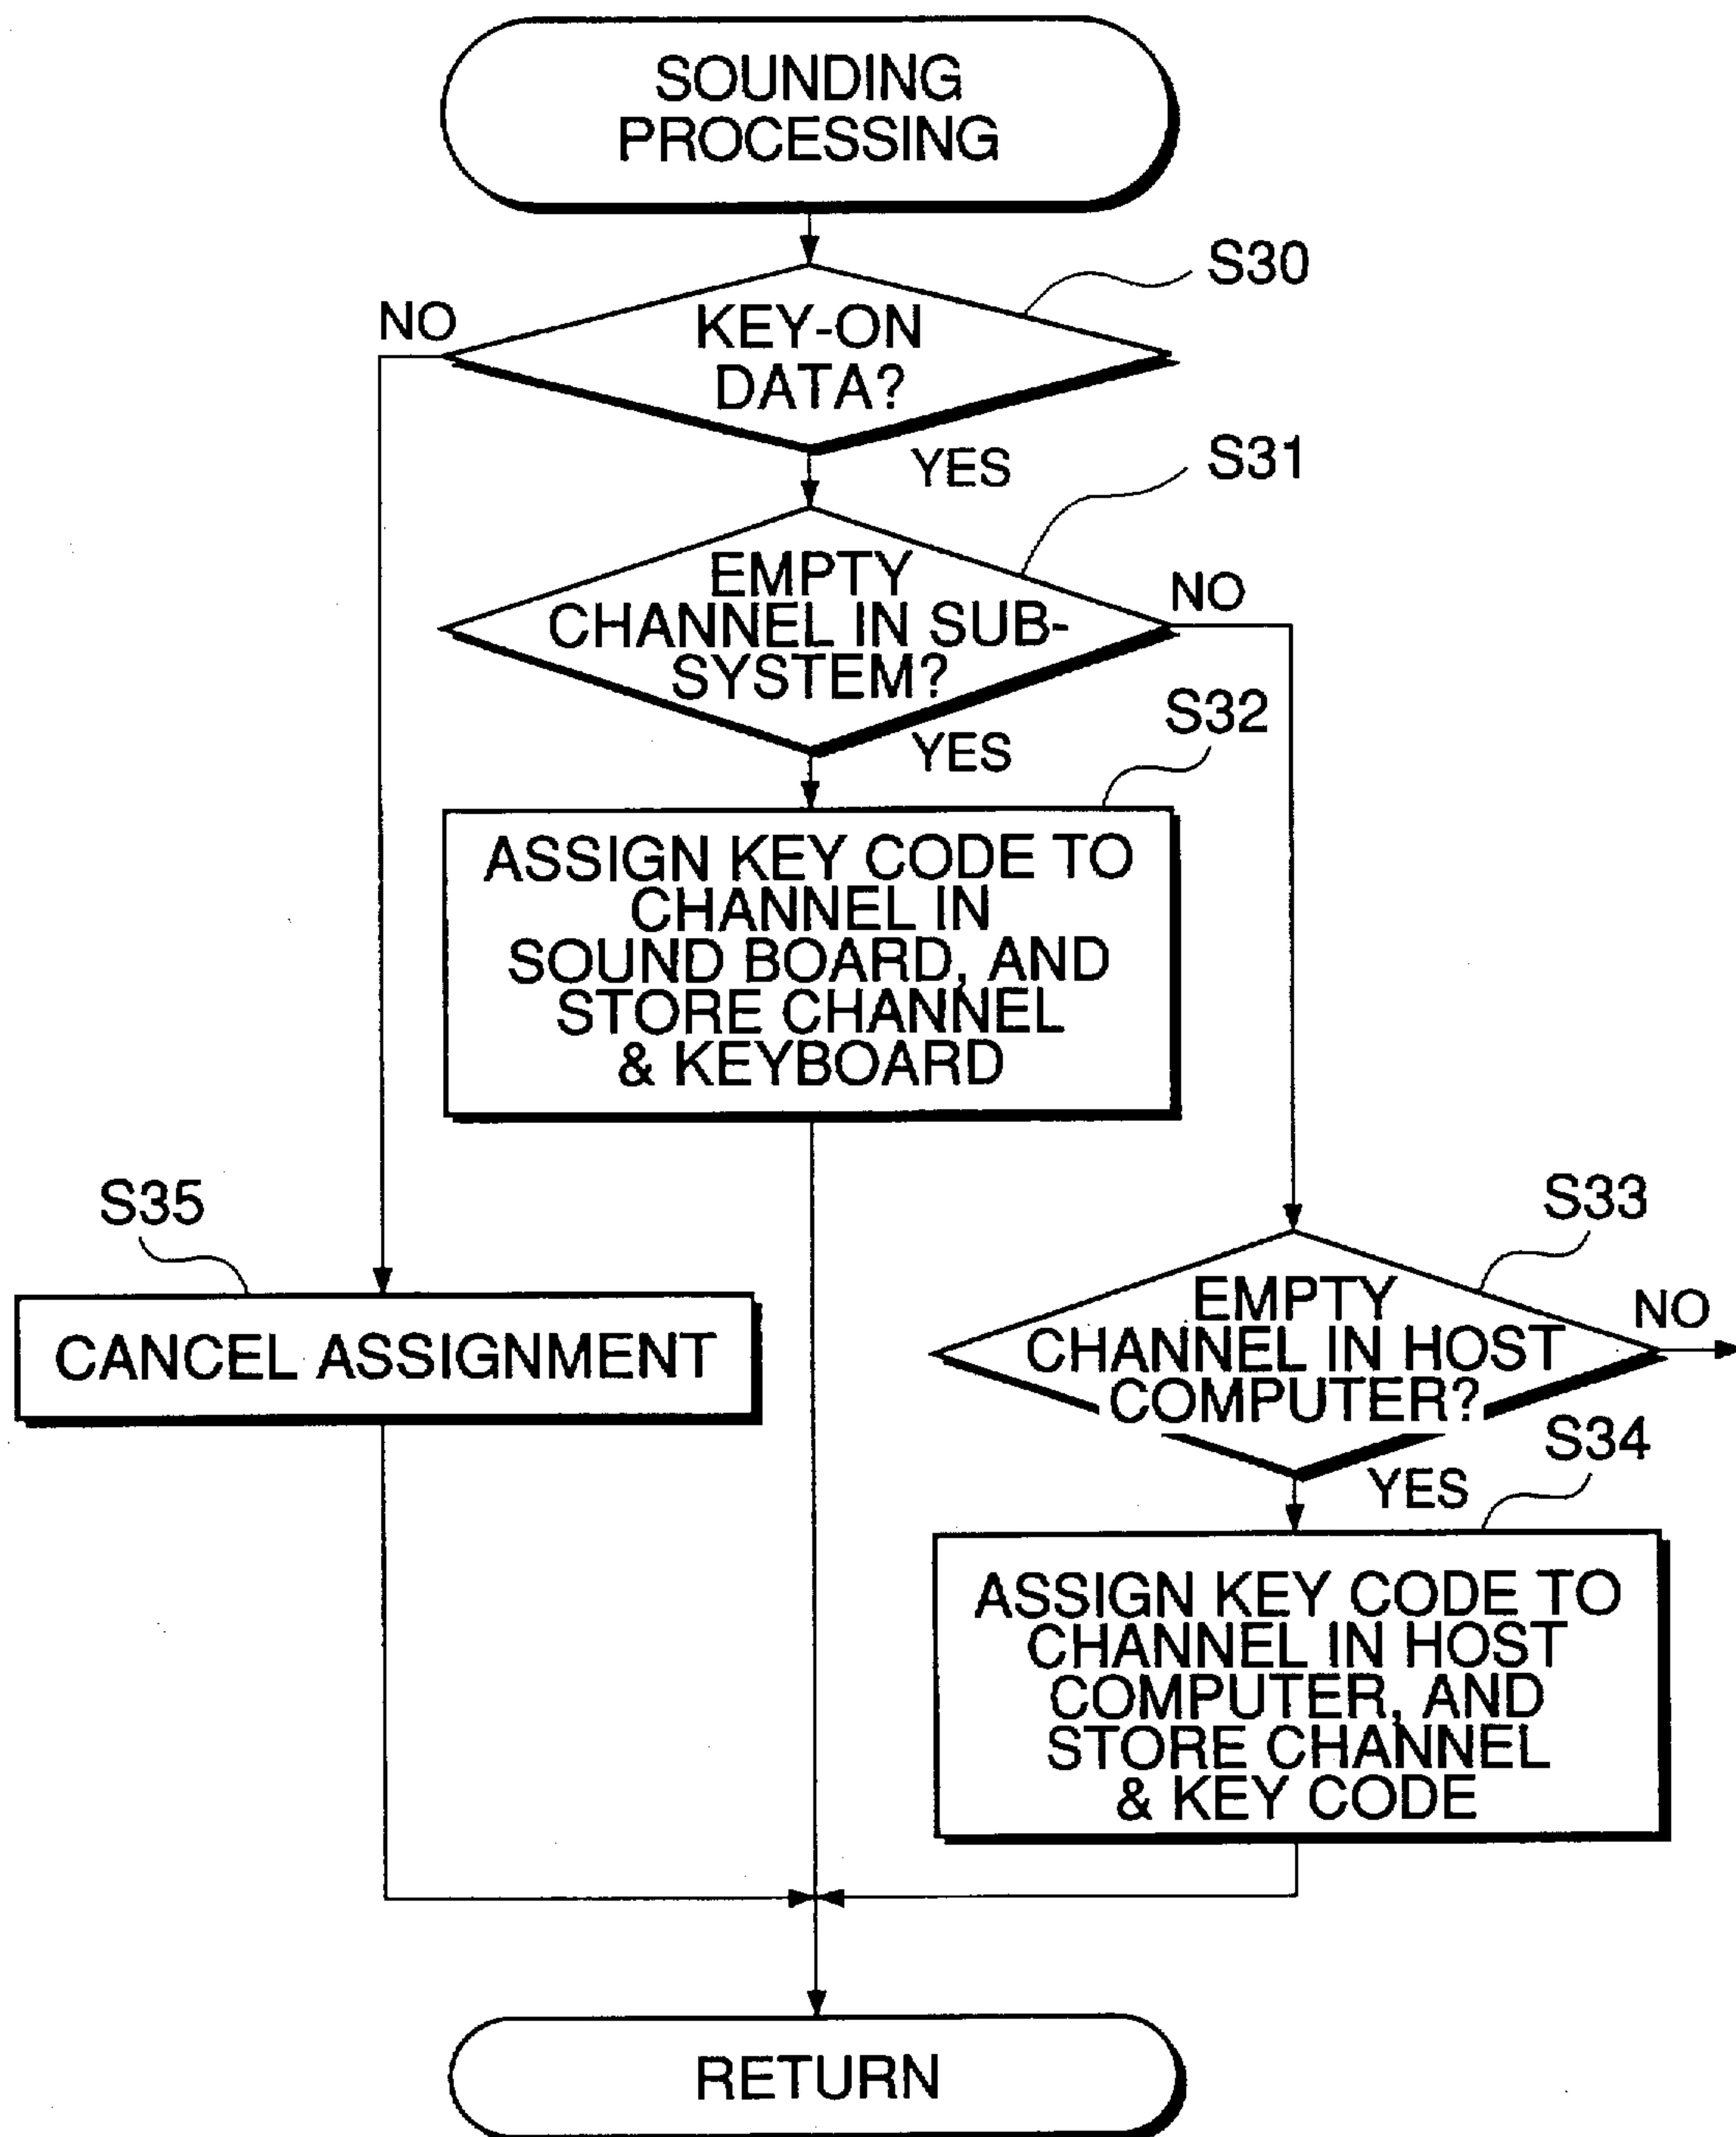 SOUNDING
PROCESSING
S30
NO
KEY-ON
DATA?
YES
S31
EMPTY
CHANNEL IN SUB-
SYSTEM?
NO
YES
S32
ASSIGN KEY CODE TO
CHANNEL IN
SOUND BOARD, AND
STORE CHANNEL
& KEYBOARD
S35
CANCEL ASSIGNMENT
S33
EMPTY
CHANNEL IN HOST
COMPUTER?
NO
YES
S34
ASSIGN KEY CODE TO
CHANNEL IN HOST
COMPUTER, AND
STORE CHANNEL
& KEY CODE
RETURN